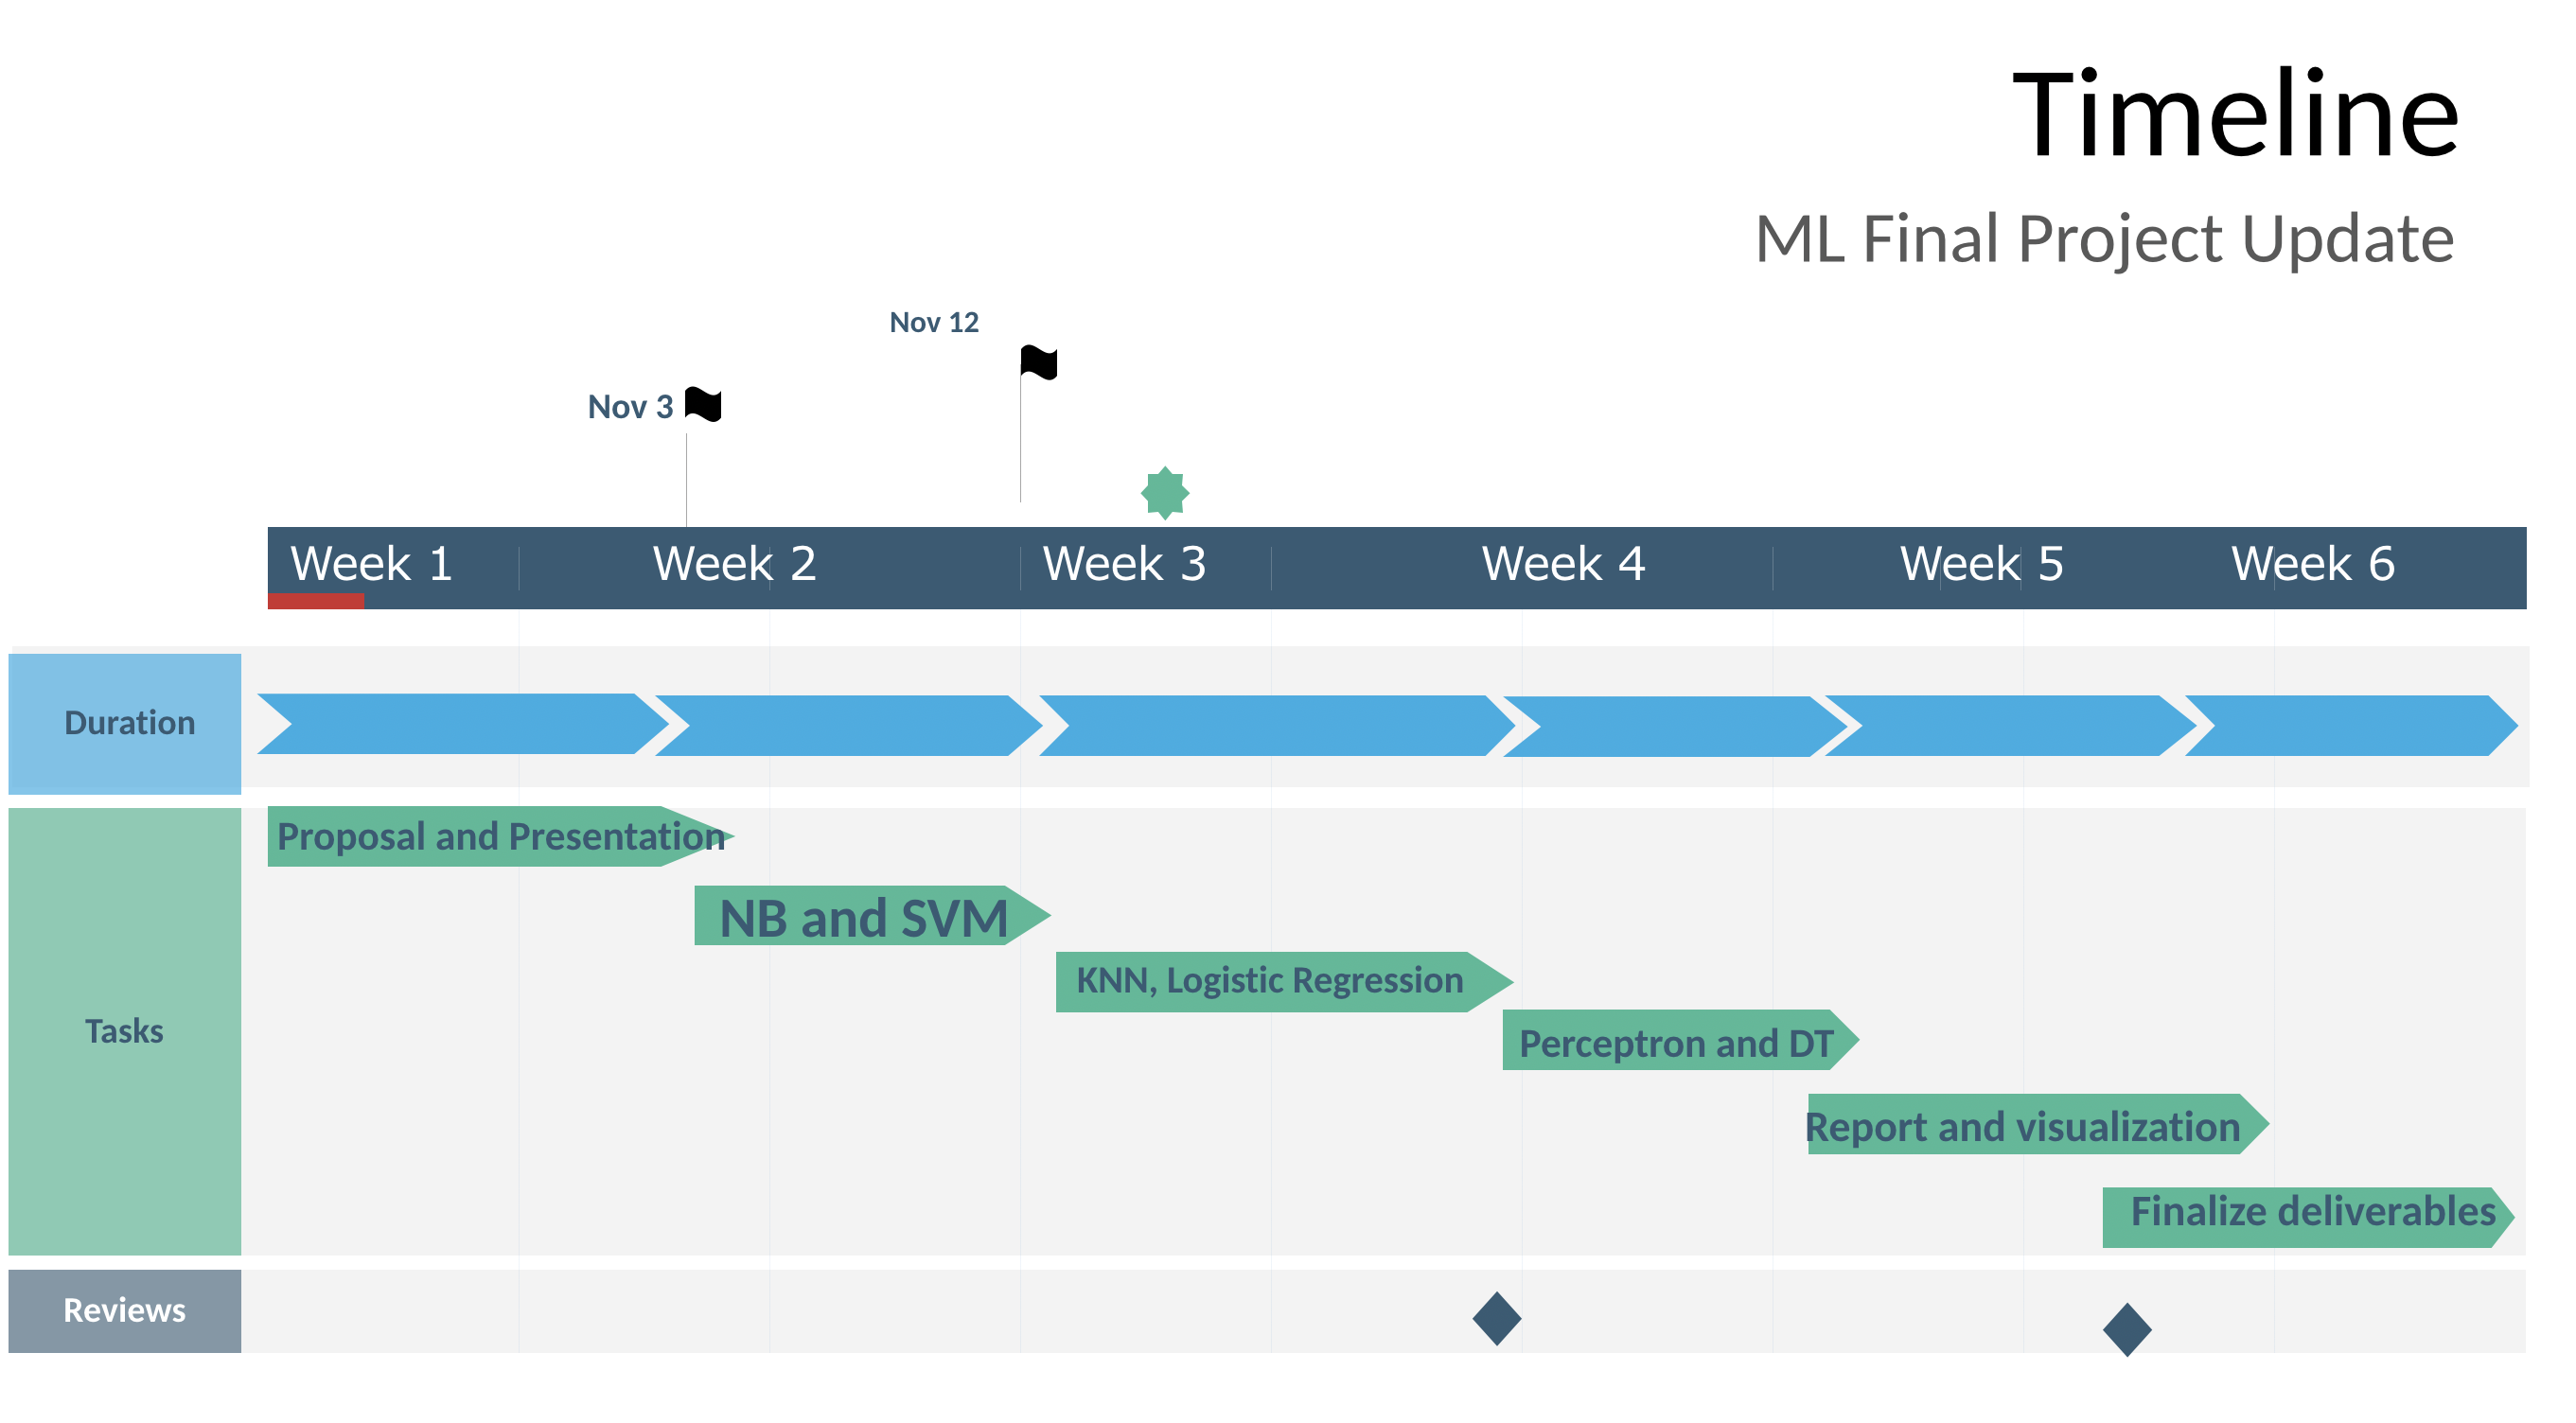 Timeline
ML Final Project Update
Nov 12
Nov 3
Week 1 Week 2 Week 3 Week 4 Week 5 Week 6
Duration
Proposal and Presentation
NB and SVM
KNN, Logistic Regression
Tasks
Perceptron and DT
Report and visualization
Finalize deliverables
Reviews